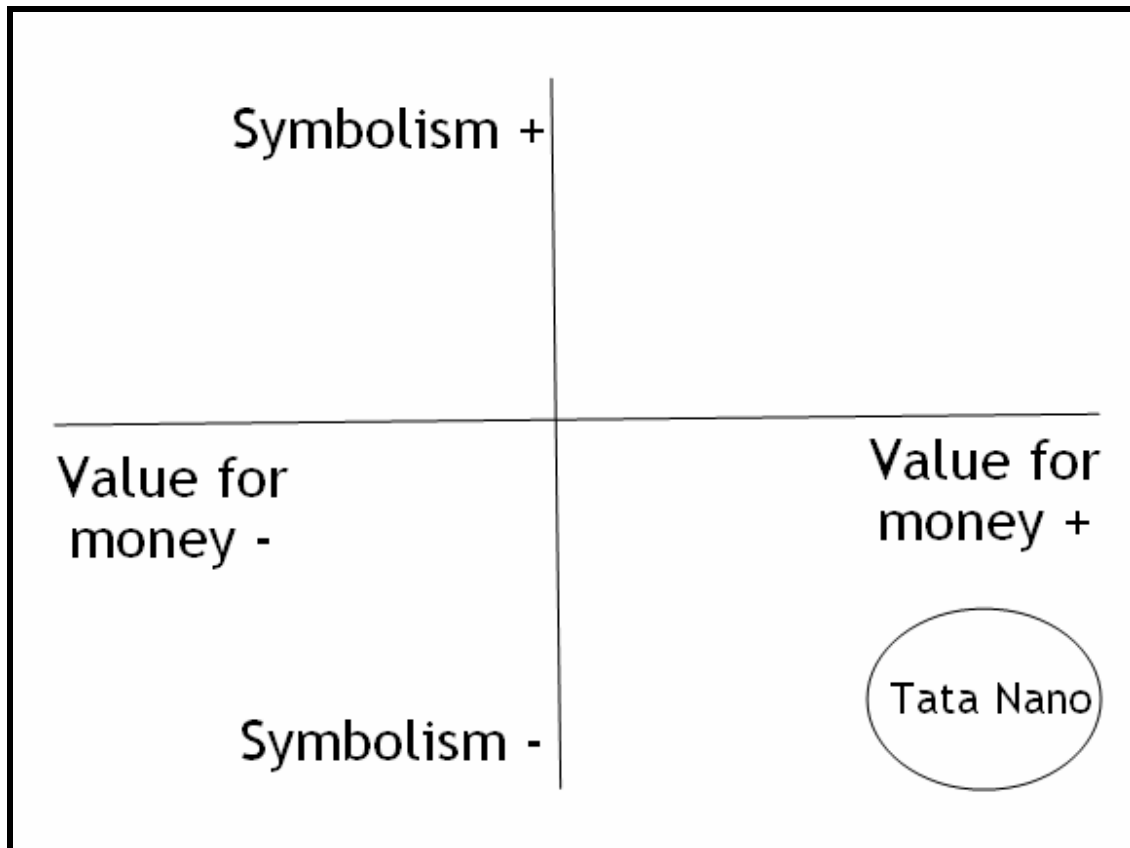 Symbolism +
Value for
money -
Value for
money +
Tata Nano
Symbolism -